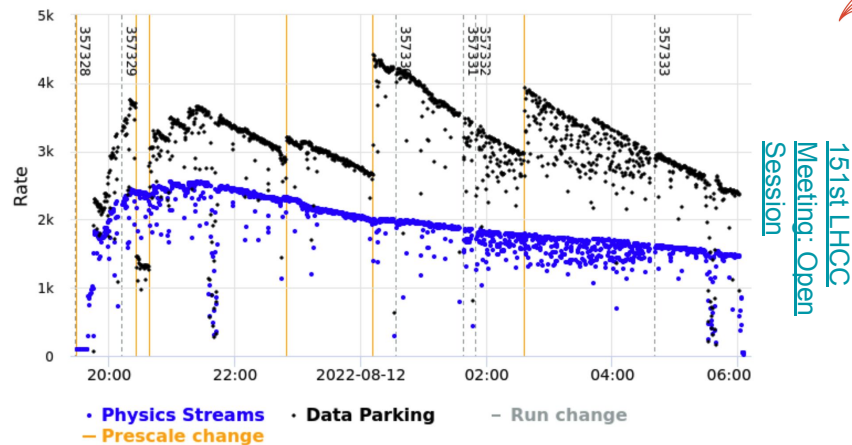 5k
4k
3k
2k
1k
0
Rate
357328
357329
357331
357332
357333
20:00
22:00
2022-08-12
02:00
04:00
06:00
• Physics Streams • Data Parking – Run change
— Prescale change
151st LHCC
Meeting: Open
Session